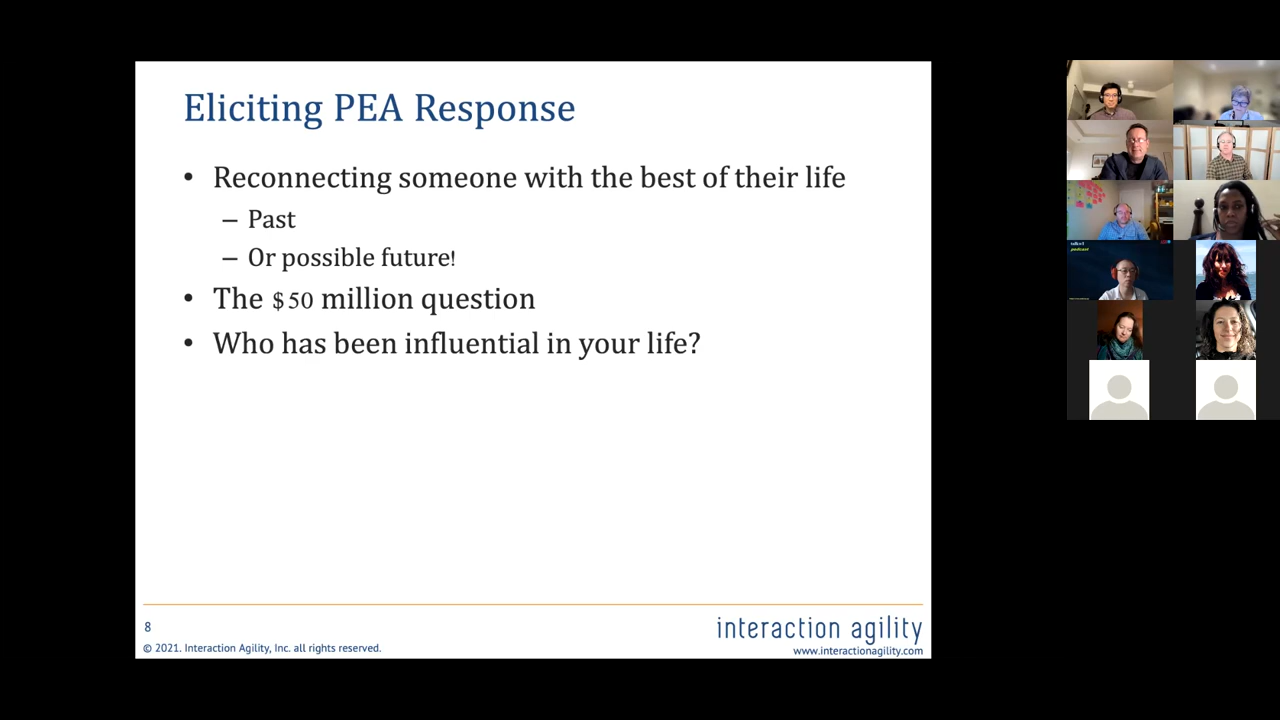 Eliciting PEA Response
• Reconnecting someone with the best of their life
– Past
– Or possible future!
• The $50 million question
• Who has been influential in your life?
8
© 2021. Interaction Agility, Inc. all rights reserved.
interaction agility
www.interactionagility.com
podcast